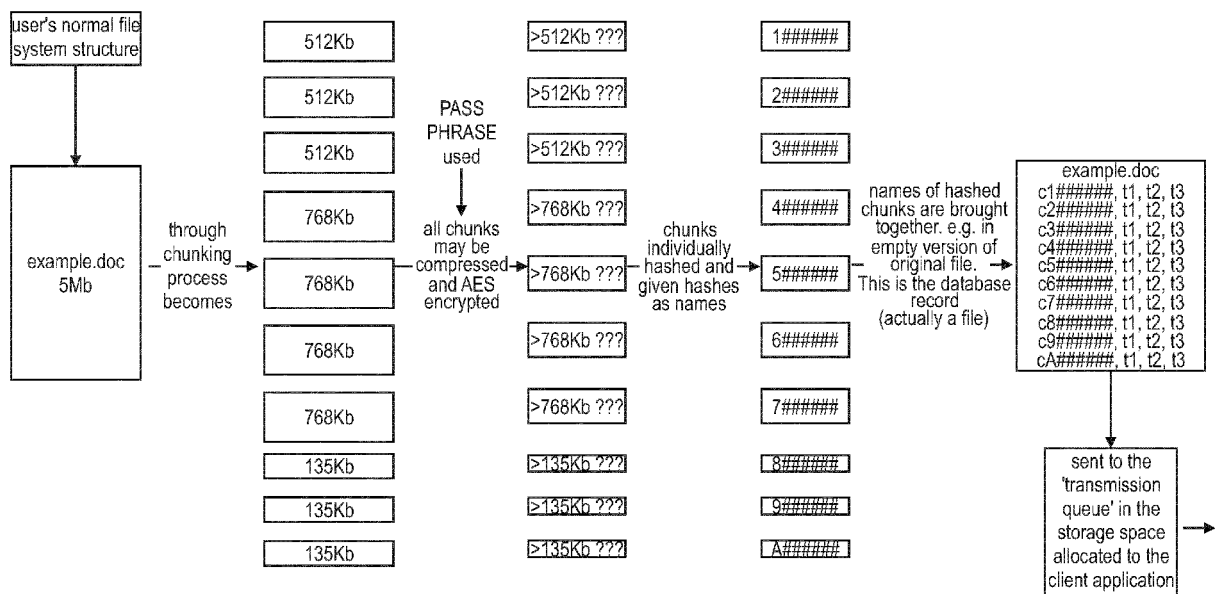 user's normal file
system structure
example.doc
5Mb
through
chunking
process
becomes
512Kb
512Kb
512Kb
768Kb
768Kb
768Kb
768Kb
135Kb
135Kb
135Kb
PASS
PHRASE
used
all chunks
may be
compressed
and AES
encrypted
>512Kb ???
>512Kb ???
>512Kb ???
>768Kb ???
>768Kb ???
>768Kb ???
>768Kb ???
>135Kb ???
>135Kb ???
>135Kb ???
chunks
individually
hashed and
given hashes
as names
1######
2######
3######
4######
5######
6######
7######
8######
9######
A######
names of hashed
chunks are brought
together. e.g. in
empty version of
original file.
This is the database
record
(actually a file)
example.doc
c1######, t1, t2, t3
c2######, t1, t2, t3
c3######, t1, t2, t3
c4######, t1, t2, t3
c5######, t1, t2, t3
c6######, t1, t2, t3
c7######, t1, t2, t3
c8######, t1, t2, t3
c9######, t1, t2, t3
cA######, t1, t2, t3
sent to the
'transmission
queue' in the
storage space
allocated to the
client application